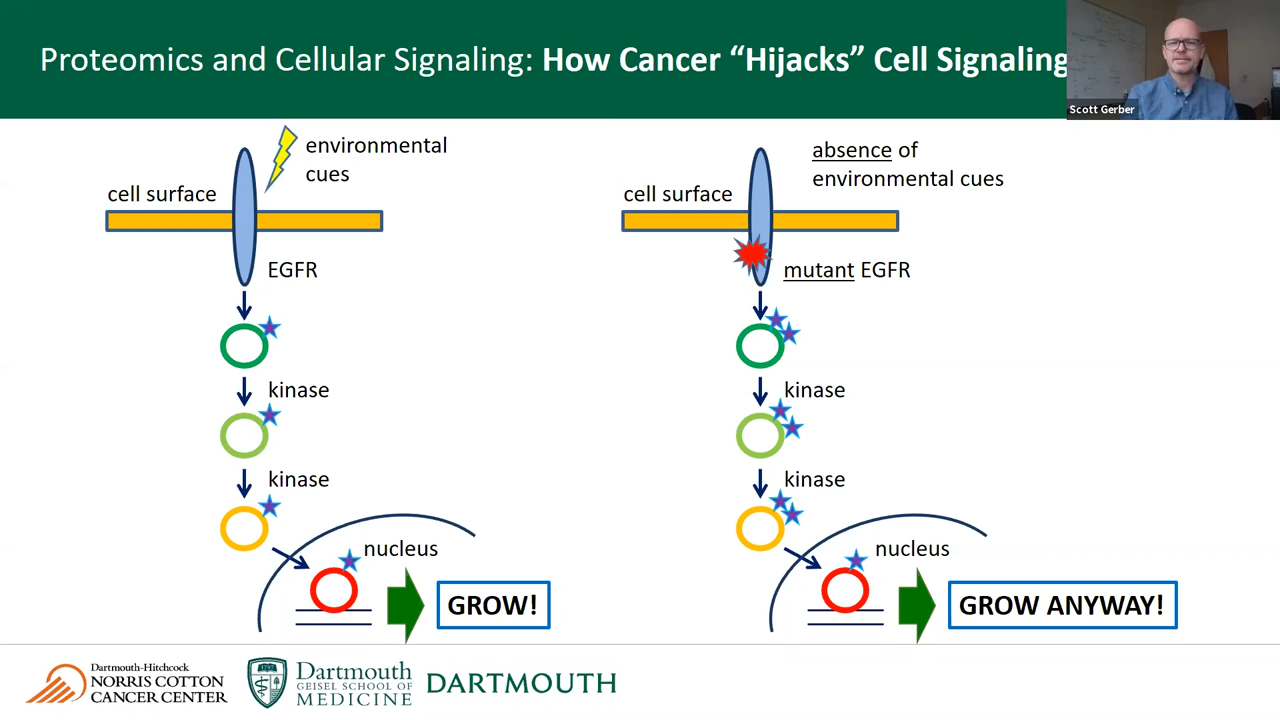 Proteomics and Cellular Signaling: How Cancer “Hijacks” Cell Signaling
Scott Gerber
environmental
cues
cell surface
EGFR
kinase
kinase
nucleus
GROW!
absence of
environmental cues
cell surface
mutant EGFR
kinase
kinase
nucleus
GROW ANYWAY!
Dartmouth-Hitchcock
NORRIS COTTON
CANCER CENTER
1797
Dartmouth
GEISEL SCHOOL OF
MEDICINE
DARTMOUTH